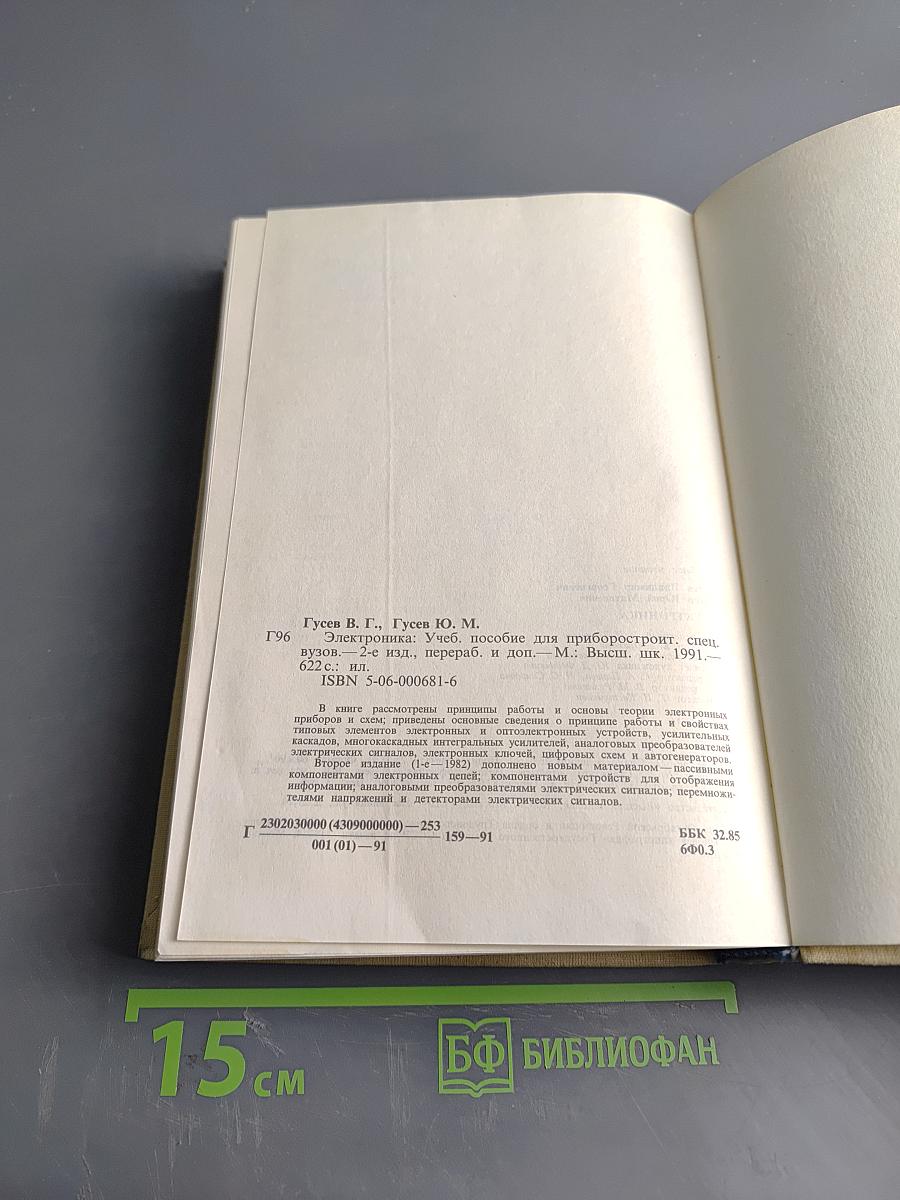 Гусев В. Г., Гусев Ю. М.
Г96 Электроника: Учеб. пособие для приборостроит. спец.
вузов.— 2-е изд., перераб. и доп.— М.: Высш. шк. 1991.—
622 с.: ил.
ISBN 5-06-000681-6
В книге рассмотрены принципы работы и основы теории электронных
приборов и схем; приведены основные сведения о принципе работы и свойствах
типовых элементов электронных и оптоэлектронных устройств, усилительных
каскадов, многокаскадных интегральных усилителей, аналоговых преобразователей
электрических сигналов, электронных ключей, цифровых схем и автогенераторов.
Второе издание (1-е — 1982) дополнено новым материалом — пассивными
компонентами электронных цепей; компонентами устройств для отображения
информации; аналоговыми преобразователями электрических сигналов; перемножи-
телями напряжений и детекторами электрических сигналов.
Г 2302030000 (4309000000) — 253 159 — 91
001 (01) — 91
ББК 32.85
6Ф0.3
15 см
БФ БИБЛИОФАН